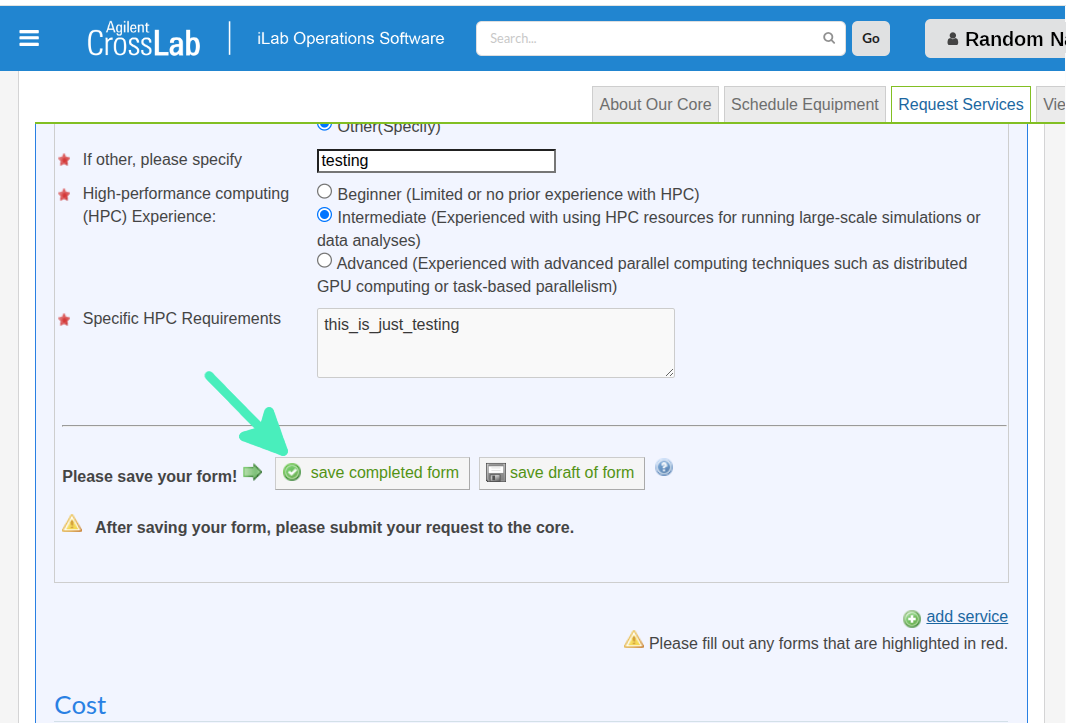 Agilent
CrossLab
iLab Operations Software
Search...
Go
Random Na
About Our Core
Schedule Equipment
Request Services
Vie
Other(Specify)
If other, please specify
testing
High-performance computing
(HPC) Experience:
Beginner (Limited or no prior experience with HPC)
Intermediate (Experienced with using HPC resources for running large-scale simulations or
data analyses)
Advanced (Experienced with advanced parallel computing techniques such as distributed
GPU computing or task-based parallelism)
Specific HPC Requirements
this_is_just_testing
Please save your form!
save completed form
save draft of form
After saving your form, please submit your request to the core.
add service
Please fill out any forms that are highlighted in red.
Cost